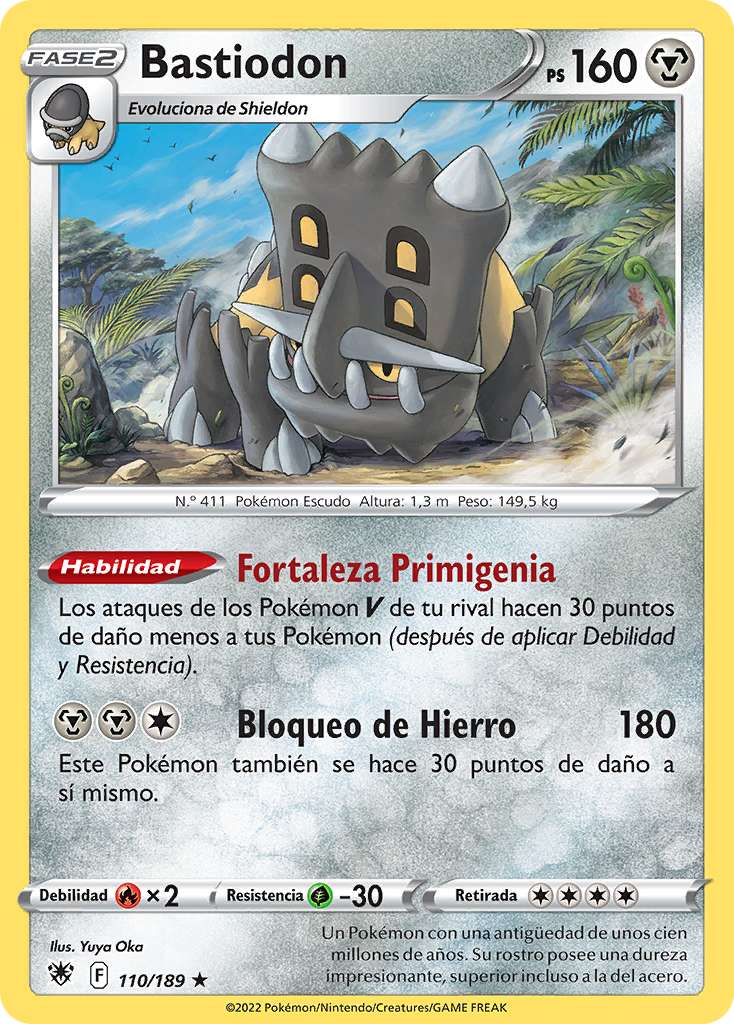 FASE2 Bastiodon PS 160
Evoluciona de Shieldon
N.º 411 Pokémon Escudo Altura: 1,3 m Peso: 149,5 kg
Habilidad Fortaleza Primigenia
Los ataques de los Pokémon V de tu rival hacen 30 puntos
de daño menos a tus Pokémon (después de aplicar Debilidad
y Resistencia).
Bloqueo de Hierro 180
Este Pokémon también se hace 30 puntos de daño a
sí mismo.
Debilidad ×2 Resistencia -30 Retirada
Ilus. Yuya Oka
F 110/189 ★
Un Pokémon con una antigüedad de unos cien
millones de años. Su rostro posee una dureza
impresionante, superior incluso a la del acero.
©2022 Pokémon/Nintendo/Creatures/GAME FREAK